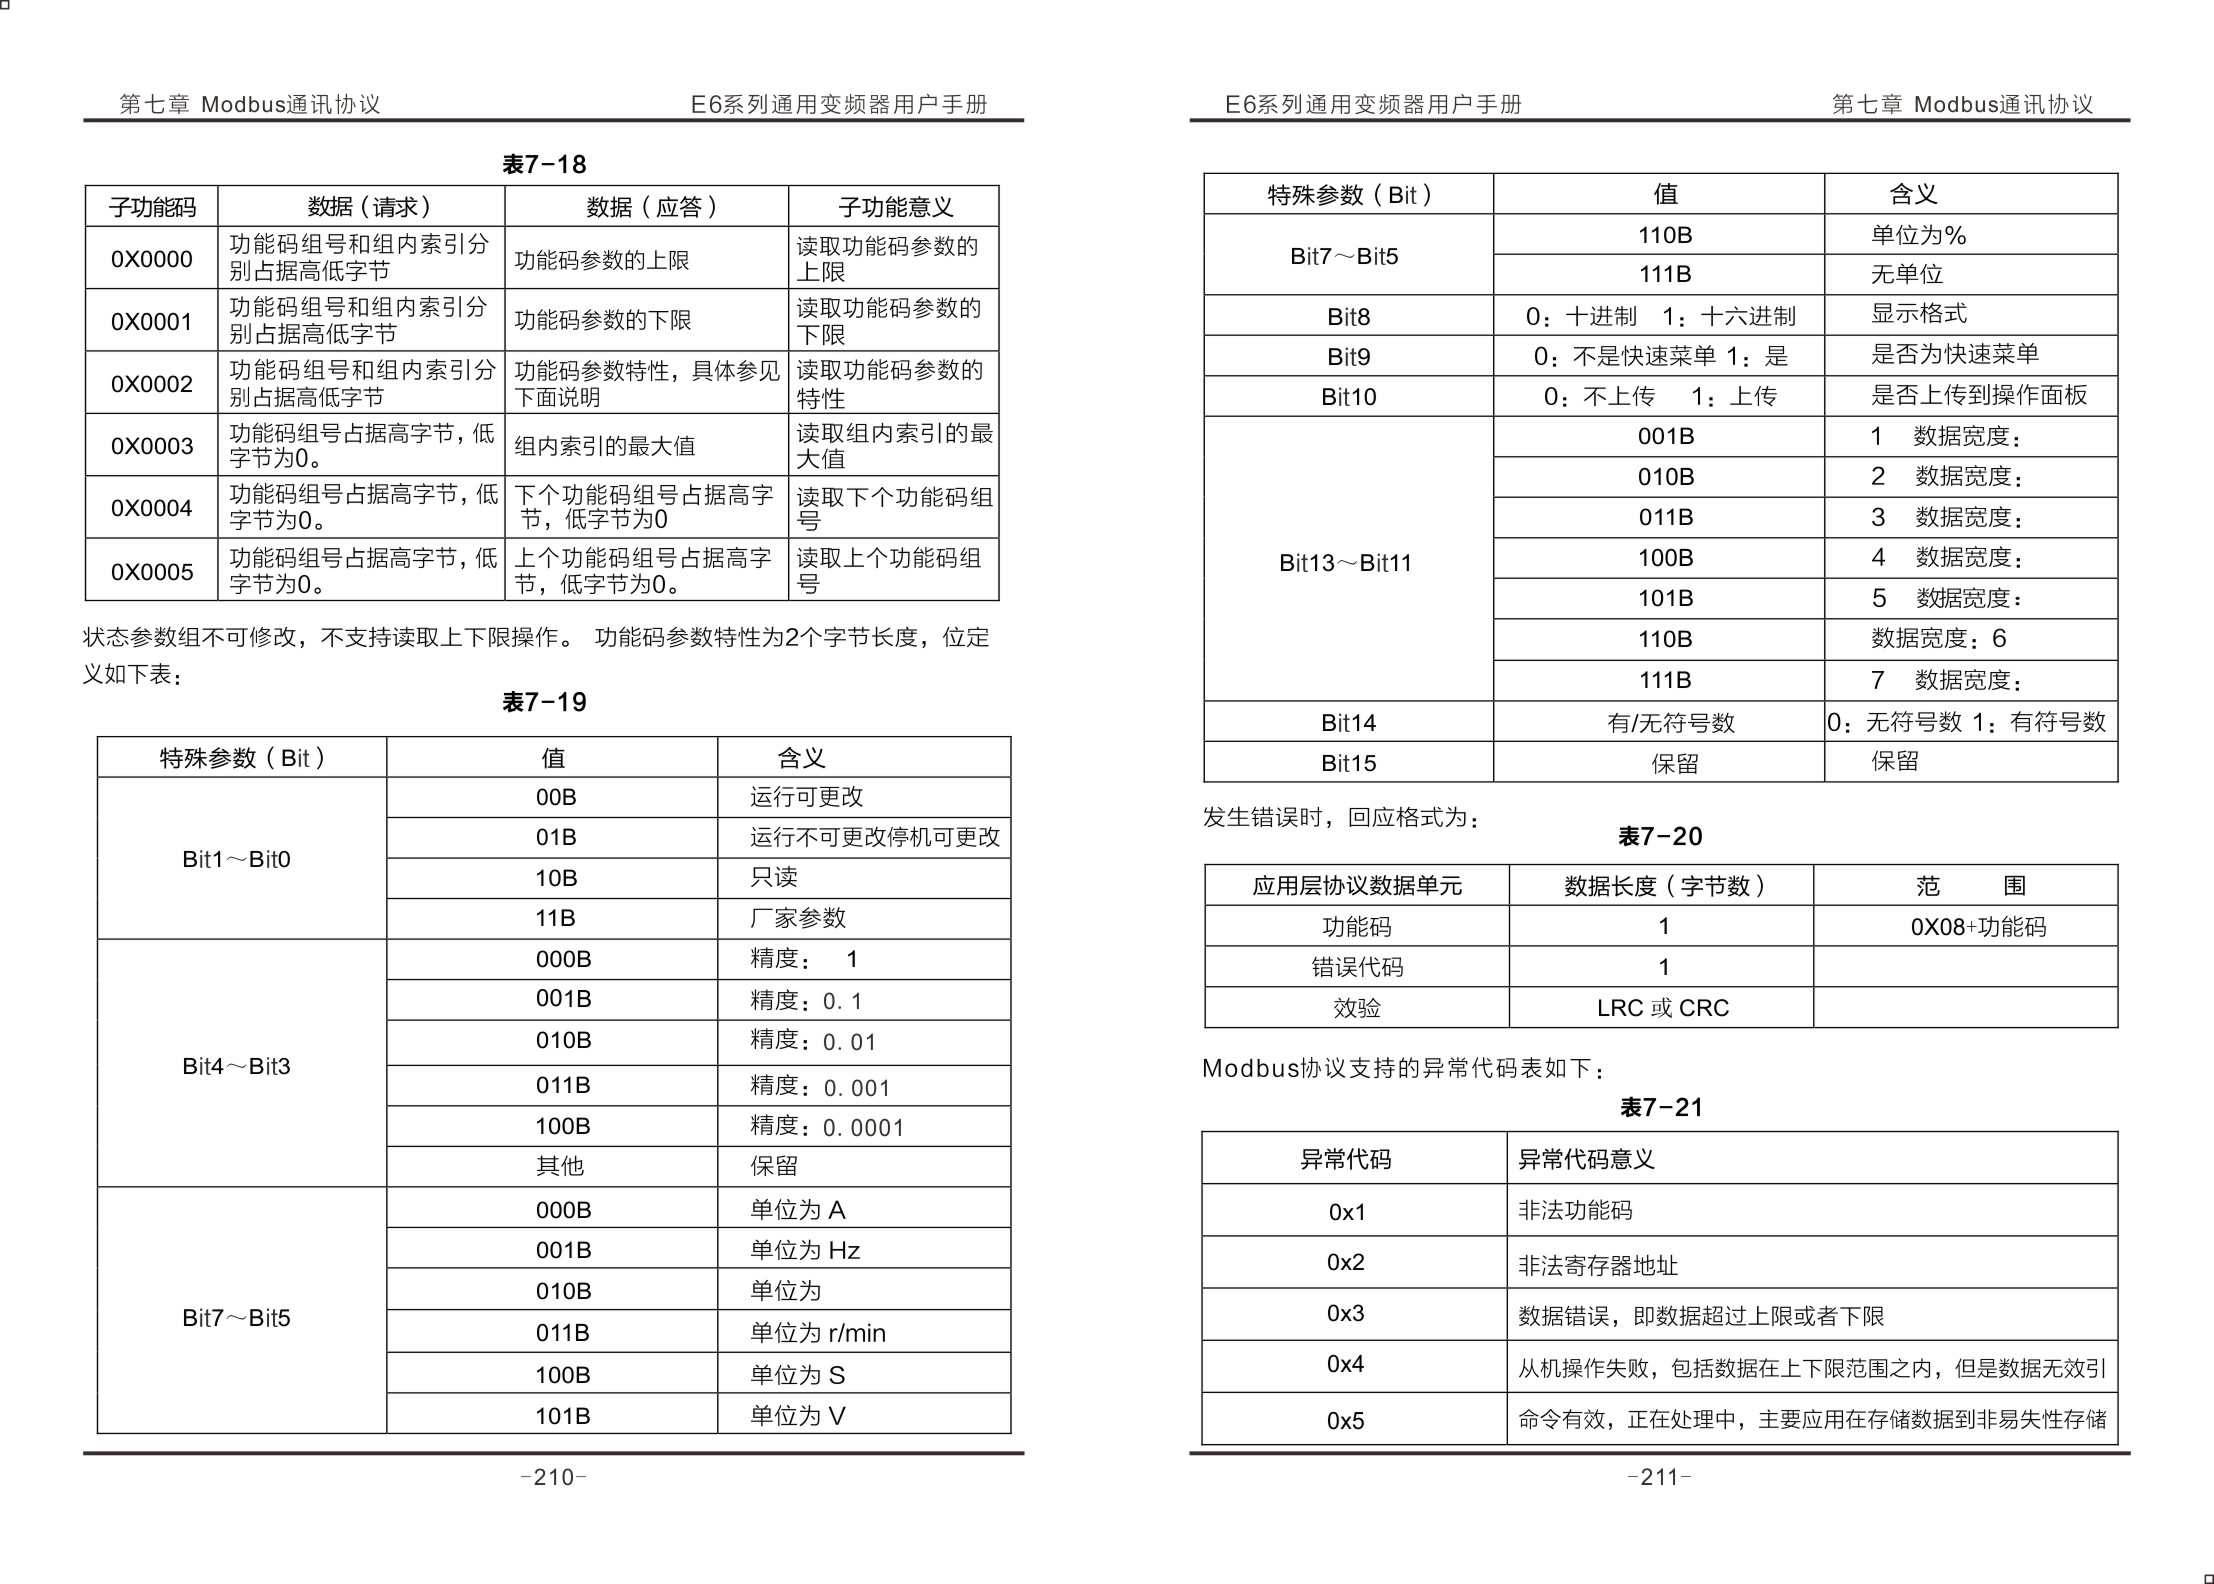 第七章 Modbus通讯协议 E6系列通用变频器用户手册
表7-18
子功能码 数据（请求） 数据（应答） 子功能意义
0X0000 功能码组号和组内索引分别占据高低字节 功能码参数的上限 读取功能码参数的上限
0X0001 功能码组号和组内索引分别占据高低字节 功能码参数的下限 读取功能码参数的下限
0X0002 功能码组号和组内索引分别占据高低字节 功能码参数特性，具体参见下面说明 读取功能码参数的特性
0X0003 功能码组号占据高字节，低字节为0。 组内索引的最大值 读取组内索引的最大值
0X0004 功能码组号占据高字节，低字节为0。 下个功能码组号占据高字节，低字节为0 读取下个功能码组号
0X0005 功能码组号占据高字节，低字节为0。 上个功能码组号占据高字节，低字节为0。 读取上个功能码组号
状态参数组不可修改，不支持读取上下限操作。 功能码参数特性为2个字节长度，位定
义如下表：
表7-19
特殊参数（Bit） 值 含义
Bit1～Bit0
00B 运行可更改
01B 运行不可更改停机可更改
10B 只读
11B 厂家参数
Bit4～Bit3
000B 精度： 1
001B 精度：0.1
010B 精度：0.01
011B 精度：0.001
100B 精度：0.0001
其他 保留
Bit7～Bit5
000B 单位为 A
001B 单位为 Hz
010B 单位为
011B 单位为 r/min
100B 单位为 S
101B 单位为 V
-210-
E6系列通用变频器用户手册 第七章 Modbus通讯协议
特殊参数（Bit） 值 含义
Bit7～Bit5
110B 单位为%
111B 无单位
Bit8 0：十进制 1：十六进制 显示格式
Bit9 0：不是快速菜单 1：是 是否为快速菜单
Bit10 0：不上传 1：上传 是否上传到操作面板
Bit13～Bit11
001B 1 数据宽度：
010B 2 数据宽度：
011B 3 数据宽度：
100B 4 数据宽度：
101B 5 数据宽度：
110B 数据宽度：6
111B 7 数据宽度：
Bit14 有/无符号数 0：无符号数 1：有符号数
Bit15 保留 保留
发生错误时，回应格式为：
表7-20
应用层协议数据单元 数据长度（字节数） 范 围
功能码 1 0X08+功能码
错误代码 1
效验 LRC 或 CRC
Modbus协议支持的异常代码表如下：
表7-21
异常代码 异常代码意义
0x1 非法功能码
0x2 非法寄存器地址
0x3 数据错误，即数据超过上限或者下限
0x4 从机操作失败，包括数据在上下限范围之内，但是数据无效引
0x5 命令有效，正在处理中，主要应用在存储数据到非易失性存储
-211-